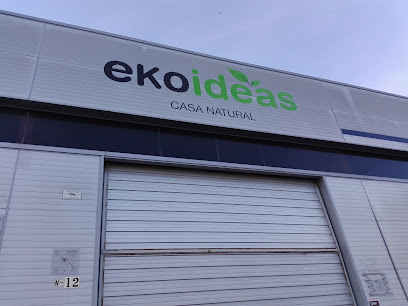 ekoideas
CASA NATURAL
N-12